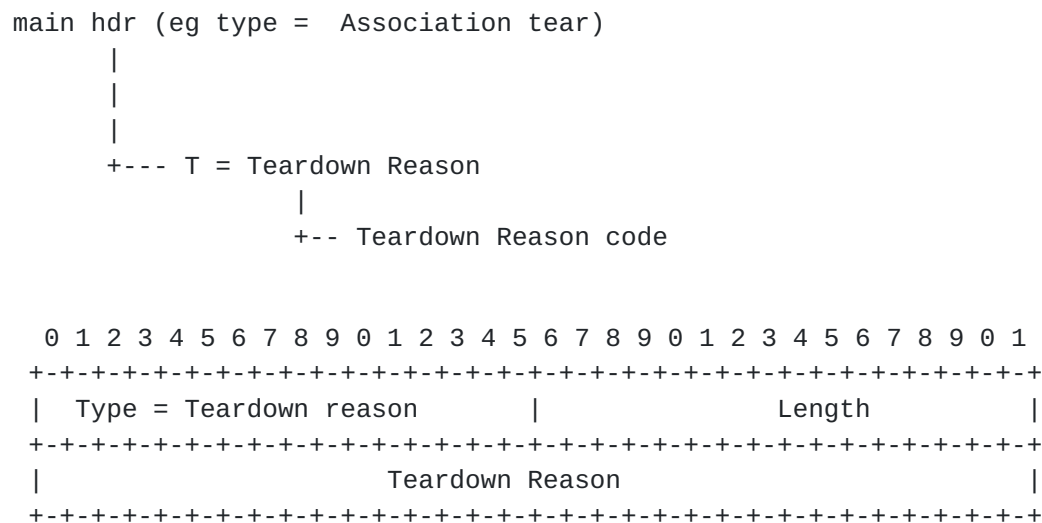 main hdr (eg type =  Association tear)
      |
      |
      |
      +--- T = Teardown Reason
                  |
                  +-- Teardown Reason code
  0 1 2 3 4 5 6 7 8 9 0 1 2 3 4 5 6 7 8 9 0 1 2 3 4 5 6 7 8 9 0 1
 +-+-+-+-+-+-+-+-+-+-+-+-+-+-+-+-+-+-+-+-+-+-+-+-+-+-+-+-+-+-+-+-+
 |  Type = Teardown reason       |               Length          |
 +-+-+-+-+-+-+-+-+-+-+-+-+-+-+-+-+-+-+-+-+-+-+-+-+-+-+-+-+-+-+-+-+
 |                      Teardown Reason                          |
 +-+-+-+-+-+-+-+-+-+-+-+-+-+-+-+-+-+-+-+-+-+-+-+-+-+-+-+-+-+-+-+-+